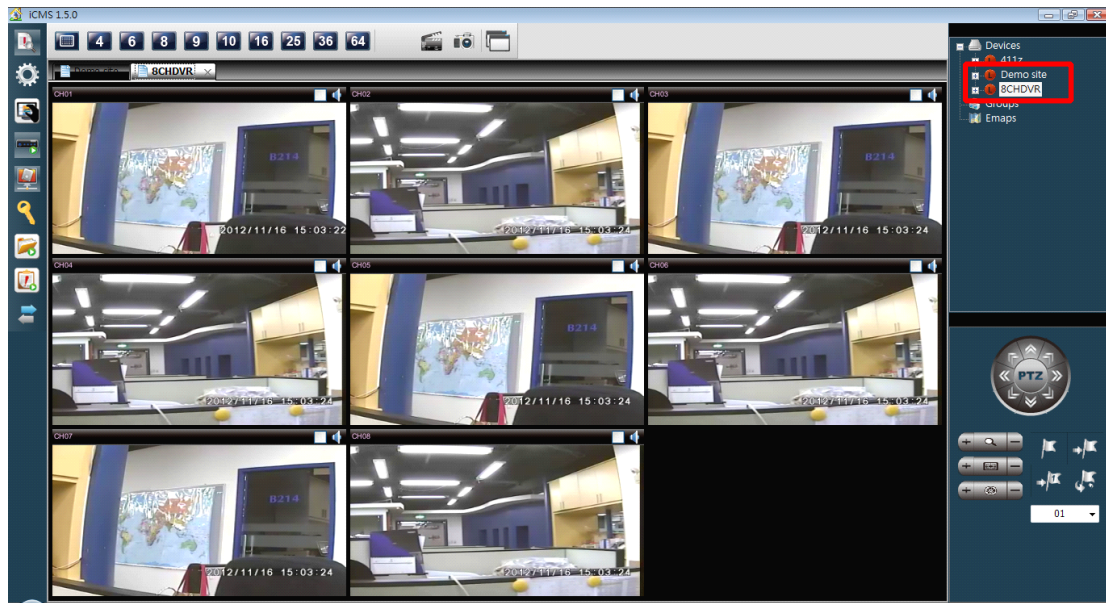 iCMS 1.5.0
4 6 8 9 10 16 25 36 64
Demo site 8CHDVR
Devices
411z
Demo site
8CHDVR
Groups
Emaps
CH01 CH02 CH03
B214 B214
2012/11/16 15:03:22 2012/11/16 15:03:24 2012/11/16 15:03:24
CH04 CH05 CH06
B214
2012/11/16 15:03:24 2012/11/16 15:03:24 2012/11/16 15:03:24
CH07 CH08
B214
2012/11/16 15:03:24 2012/11/16 15:03:24
PTZ
01